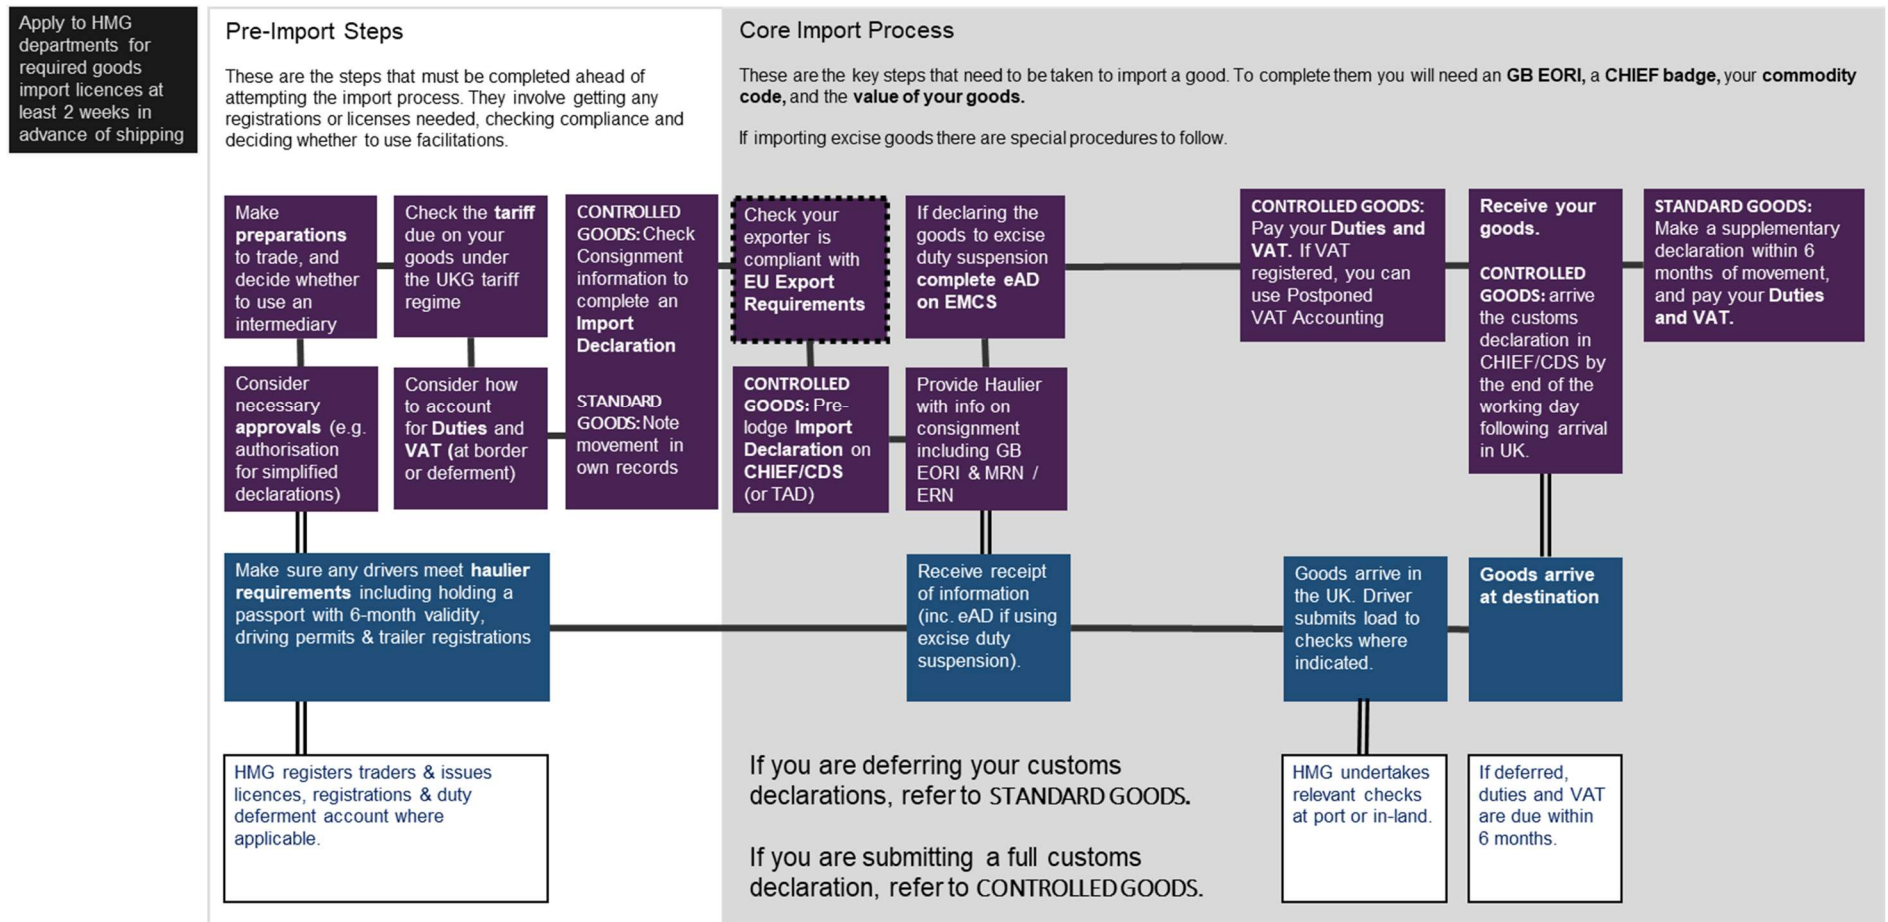 Apply to HMG
departments for
required goods
import licences at
least 2 weeks in
advance of shipping
Pre-Import Steps
These are the steps that must be completed ahead of
attempting the import process. They involve getting any
registrations or licenses needed, checking compliance and
deciding whether to use facilitations.
Core Import Process
These are the key steps that need to be taken to import a good. To complete them you will need an GB EORI, a CHIEF badge, your commodity
code, and the value of your goods.
If importing excise goods there are special procedures to follow.
Make
preparations
to trade, and
decide whether
to use an
intermediary
Check the tariff
due on your
goods under
the UKG tariff
regime
CONTROLLED
GOODS: Check
Consignment
information to
complete an
Import
Declaration
STANDARD
GOODS: Note
movement in
own records
Check your
exporter is
compliant with
EU Export
Requirements
If declaring the
goods to excise
duty suspension
complete eAD
on EMCS
CONTROLLED GOODS:
Pay your Duties and
VAT. If VAT
registered, you can
use Postponed
VAT Accounting
Receive your
goods.
CONTROLLED
GOODS: arrive
the customs
declaration in
CHIEF/CDS by
the end of the
working day
following arrival
in UK.
STANDARD GOODS:
Make a supplementary
declaration within 6
months of movement,
and pay your Duties
and VAT.
Consider
necessary
approvals (e.g.
authorisation
for simplified
declarations)
Consider how
to account
for Duties and
VAT (at border
or deferment)
CONTROLLED
GOODS: Pre-
lodge Import
Declaration on
CHIEF/CDS
(or TAD)
Provide Haulier
with info on
consignment
including GB
EORI & MRN /
ERN
Make sure any drivers meet haulier
requirements including holding a
passport with 6-month validity,
driving permits & trailer registrations
Receive receipt
of information
(inc. eAD if using
excise duty
suspension).
Goods arrive in
the UK. Driver
submits load to
checks where
indicated.
Goods arrive
at destination
HMG registers traders & issues
licences, registrations & duty
deferment account where
applicable.
If you are deferring your customs
declarations, refer to STANDARD GOODS.
If you are submitting a full customs
declaration, refer to CONTROLLED GOODS.
HMG undertakes
relevant checks
at port or in-land.
If deferred,
duties and VAT
are due within
6 months.